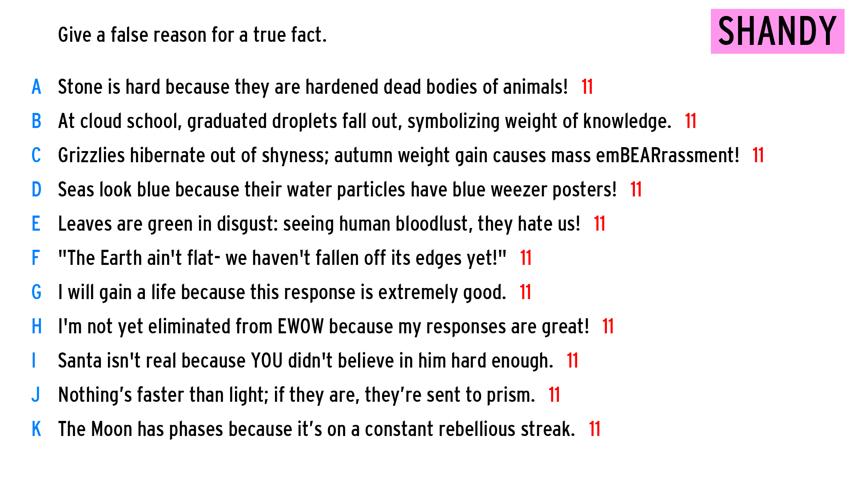 Give a false reason for a true fact.
SHANDY
A Stone is hard because they are hardened dead bodies of animals! 11
B At cloud school, graduated droplets fall out, symbolizing weight of knowledge. 11
C Grizzlies hibernate out of shyness; autumn weight gain causes mass emBEARrassment! 11
D Seas look blue because their water particles have blue weezer posters! 11
E Leaves are green in disgust: seeing human bloodlust, they hate us! 11
F "The Earth ain't flat- we haven't fallen off its edges yet!" 11
G I will gain a life because this response is extremely good. 11
H I'm not yet eliminated from EWOW because my responses are great! 11
I Santa isn't real because YOU didn't believe in him hard enough. 11
J Nothing’s faster than light; if they are, they’re sent to prism. 11
K The Moon has phases because it’s on a constant rebellious streak. 11